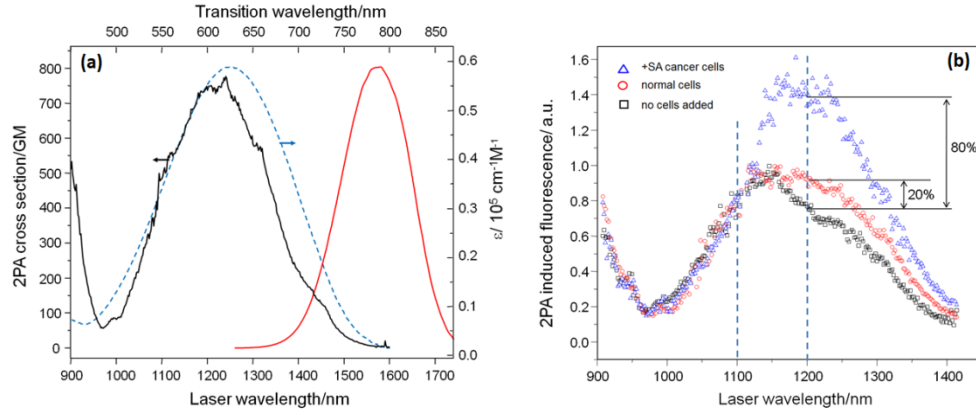 Transition wavelength/nm
500 550 600 650 700 750 800 850
(a)
800
700
600
500
400
300
200
100
0
2PA cross section/GM
0.6
0.5
0.4
0.3
0.2
0.1
0.0
ε/ 10⁵ cm⁻¹M⁻¹
900 1000 1100 1200 1300 1400 1500 1600 1700
Laser wavelength/nm
(b)
+SA cancer cells
normal cells
no cells added
1.6
1.4
1.2
1.0
0.8
0.6
0.4
0.2
0.0
2PA induced fluorescence/ a.u.
80%
20%
900 1000 1100 1200 1300 1400
Laser wavelength/nm